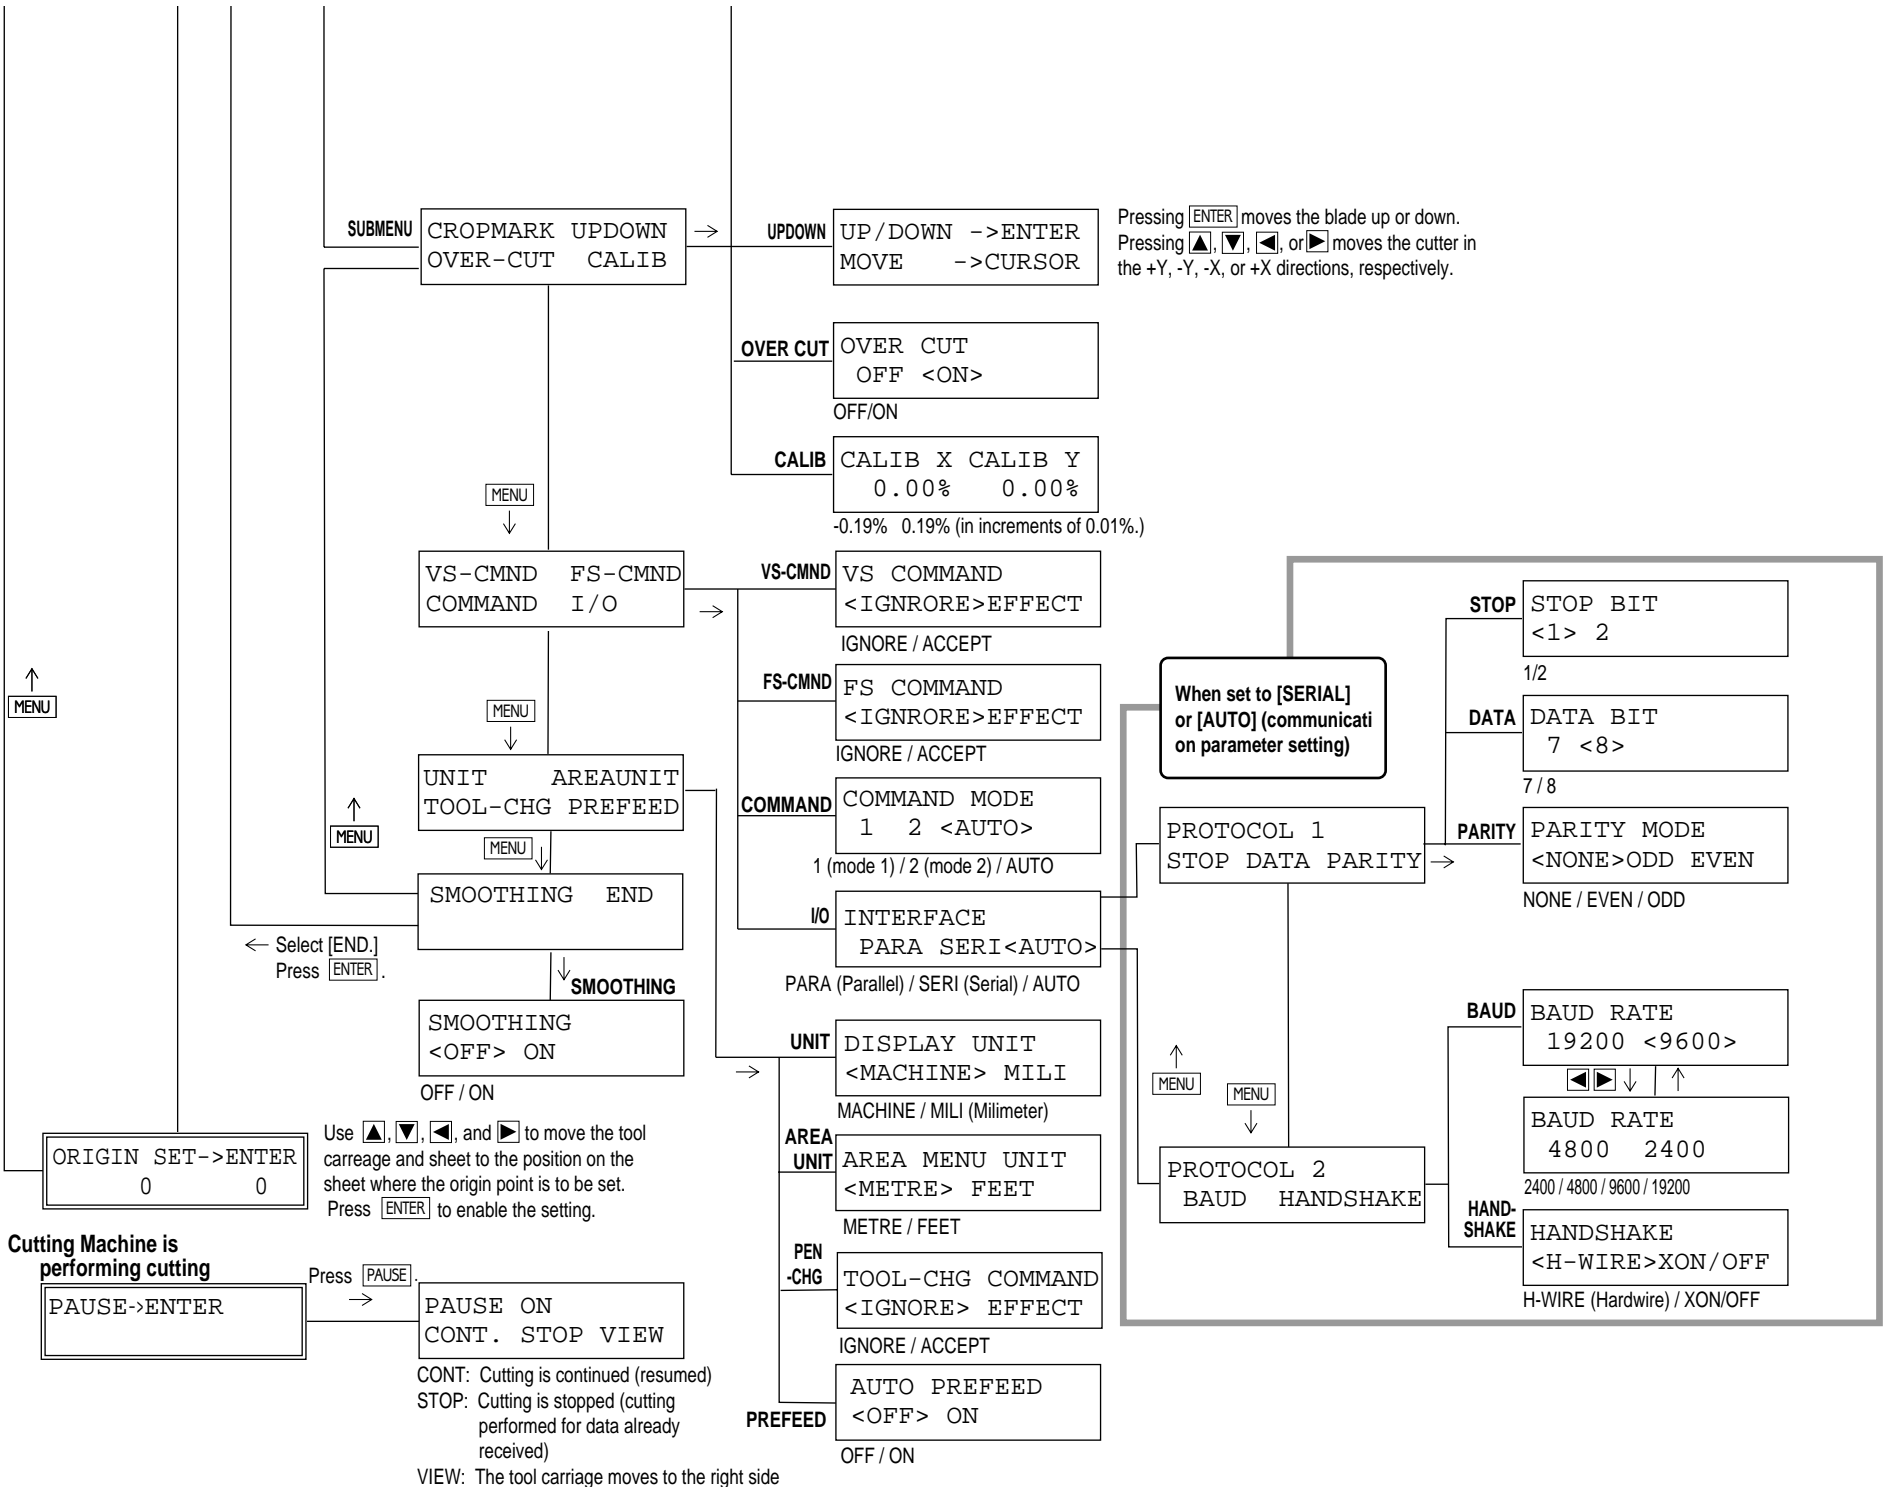 SUBMENU
CROPMARK UPDOWN
OVER-CUT CALIB
→
UPDOWN
UP/DOWN ->ENTER
MOVE ->CURSOR
Pressing ENTER moves the blade up or down.
Pressing ▲, ▼, ◀, or ▶ moves the cutter in
the +Y, -Y, -X, or +X directions, respectively.
OVER CUT
OVER CUT
OFF <ON>
OFF/ON
CALIB
CALIB X CALIB Y
0.00% 0.00%
-0.19% 0.19% (in increments of 0.01%.)
MENU
↓
VS-CMND FS-CMND
COMMAND I/O
→
VS-CMND
VS COMMAND
<IGNRORE>EFFECT
IGNORE / ACCEPT
FS-CMND
FS COMMAND
<IGNRORE>EFFECT
IGNORE / ACCEPT
COMMAND
COMMAND MODE
1 2 <AUTO>
1 (mode 1) / 2 (mode 2) / AUTO
I/O
INTERFACE
PARA SERI<AUTO>
PARA (Parallel) / SERI (Serial) / AUTO
MENU
↓
UNIT AREAUNIT
TOOL-CHG PREFEED
↑
MENU
↑
MENU
MENU ↓
SMOOTHING END
← Select [END.]
Press ENTER.
↓
SMOOTHING
SMOOTHING
<OFF> ON
OFF / ON
→
UNIT
DISPLAY UNIT
<MACHINE> MILI
MACHINE / MILI (Milimeter)
AREA
UNIT
AREA MENU UNIT
<METRE> FEET
METRE / FEET
PEN
-CHG
TOOL-CHG COMMAND
<IGNORE> EFFECT
IGNORE / ACCEPT
PREFEED
AUTO PREFEED
<OFF> ON
OFF / ON
When set to [SERIAL]
or [AUTO] (communicati
on parameter setting)
PROTOCOL 1
STOP DATA PARITY →
STOP
STOP BIT
<1> 2
1/2
DATA
DATA BIT
7 <8>
7 / 8
PARITY
PARITY MODE
<NONE>ODD EVEN
NONE / EVEN / ODD
↑
MENU
MENU
↓
PROTOCOL 2
BAUD HANDSHAKE
BAUD
BAUD RATE
19200 <9600>
◀ ▶ ↓ ↑
BAUD RATE
4800 2400
2400 / 4800 / 9600 / 19200
HAND-
SHAKE
HANDSHAKE
<H-WIRE>XON/OFF
H-WIRE (Hardwire) / XON/OFF
ORIGIN SET->ENTER
0 0
Use ▲, ▼, ◀, and ▶ to move the tool
carreage and sheet to the position on the
sheet where the origin point is to be set.
Press ENTER to enable the setting.
Cutting Machine is
performing cutting
PAUSE->ENTER
Press PAUSE.
→
PAUSE ON
CONT. STOP VIEW
CONT: Cutting is continued (resumed)
STOP: Cutting is stopped (cutting
performed for data already
received)
VIEW: The tool carriage moves to the right side